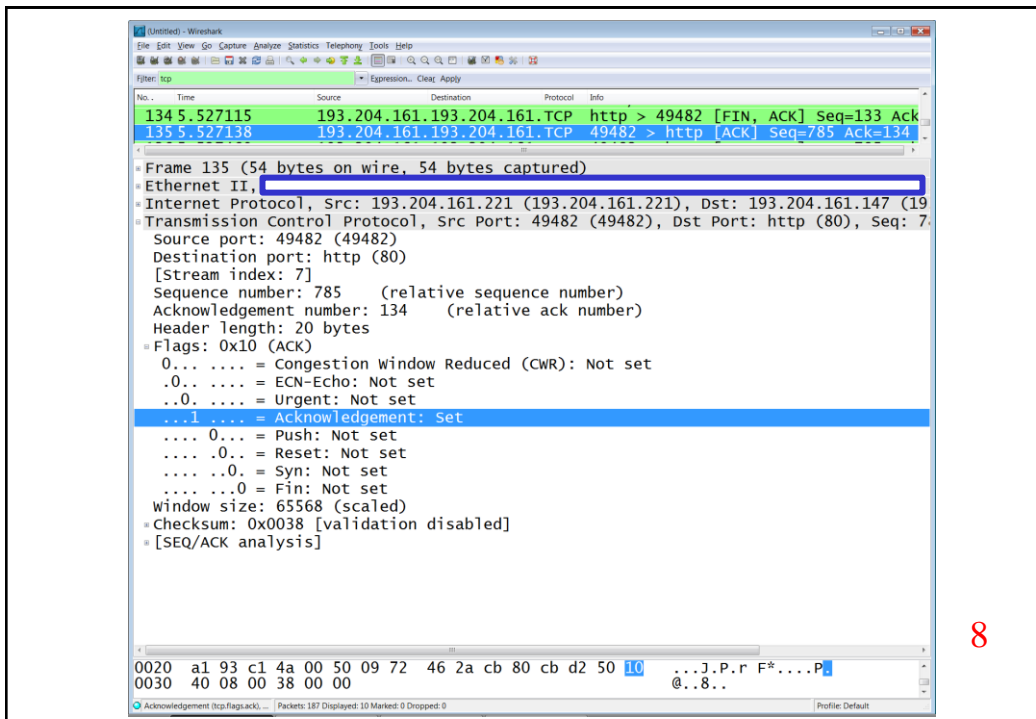 (Untitled) - Wireshark
File Edit View Go Capture Analyze Statistics Telephony Tools Help
Filter: tcp Expression... Clear Apply
No. . Time Source Destination Protocol Info
134 5.527115 193.204.161.193.204.161.TCP http > 49482 [FIN, ACK] Seq=133 Ack
135 5.527138 193.204.161.193.204.161.TCP 49482 > http [ACK] Seq=785 Ack=134
Frame 135 (54 bytes on wire, 54 bytes captured)
Ethernet II,
Internet Protocol, Src: 193.204.161.221 (193.204.161.221), Dst: 193.204.161.147 (19
Transmission Control Protocol, Src Port: 49482 (49482), Dst Port: http (80), Seq: 7
Source port: 49482 (49482)
Destination port: http (80)
[Stream index: 7]
Sequence number: 785 (relative sequence number)
Acknowledgement number: 134 (relative ack number)
Header length: 20 bytes
Flags: 0x10 (ACK)
0... .... = Congestion Window Reduced (CWR): Not set
.0.. .... = ECN-Echo: Not set
..0. .... = Urgent: Not set
...1 .... = Acknowledgement: Set
.... 0... = Push: Not set
.... .0.. = Reset: Not set
.... ..0. = Syn: Not set
.... ...0 = Fin: Not set
Window size: 65568 (scaled)
Checksum: 0x0038 [validation disabled]
[SEQ/ACK analysis]
8
0020 a1 93 c1 4a 00 50 09 72 46 2a cb 80 cb d2 50 10 ...J.P.r F*....P.
0030 40 08 00 38 00 00 @..8..
Acknowledgement (tcp.flags.ack), ... Packets: 187 Displayed: 10 Marked: 0 Dropped: 0 Profile: Default